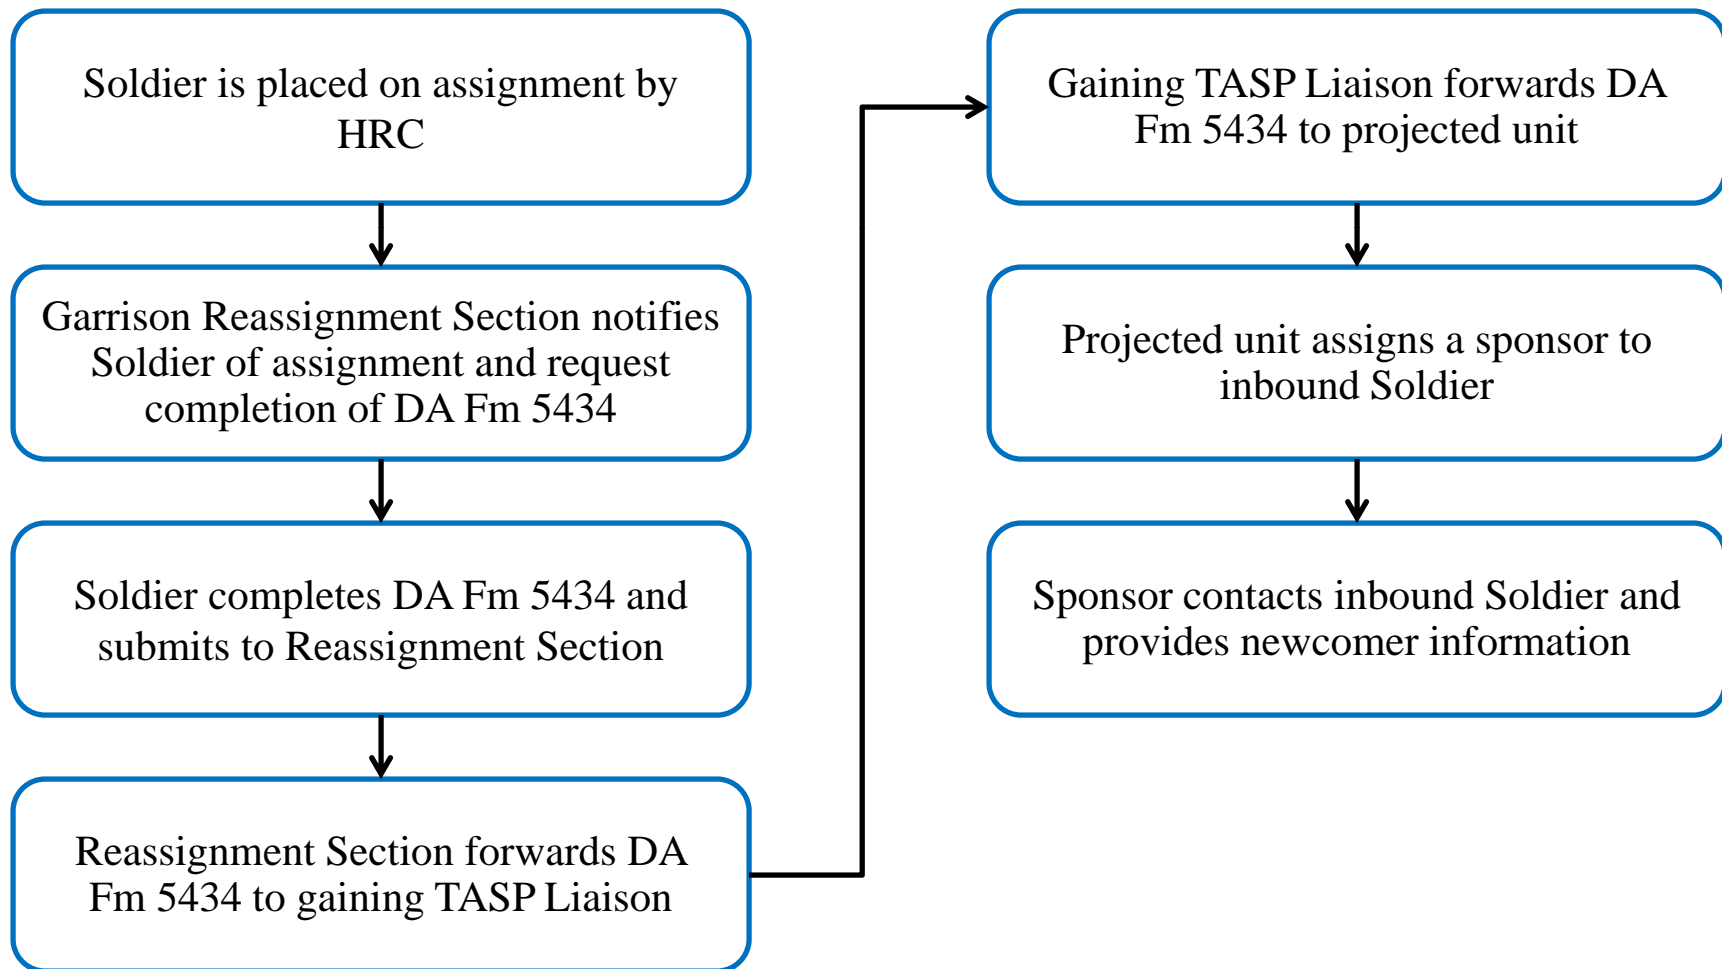 Soldier is placed on assignment by
HRC
Garrison Reassignment Section notifies
Soldier of assignment and request
completion of DA Fm 5434
Soldier completes DA Fm 5434 and
submits to Reassignment Section
Reassignment Section forwards DA
Fm 5434 to gaining TASP Liaison
Gaining TASP Liaison forwards DA
Fm 5434 to projected unit
Projected unit assigns a sponsor to
inbound Soldier
Sponsor contacts inbound Soldier and
provides newcomer information